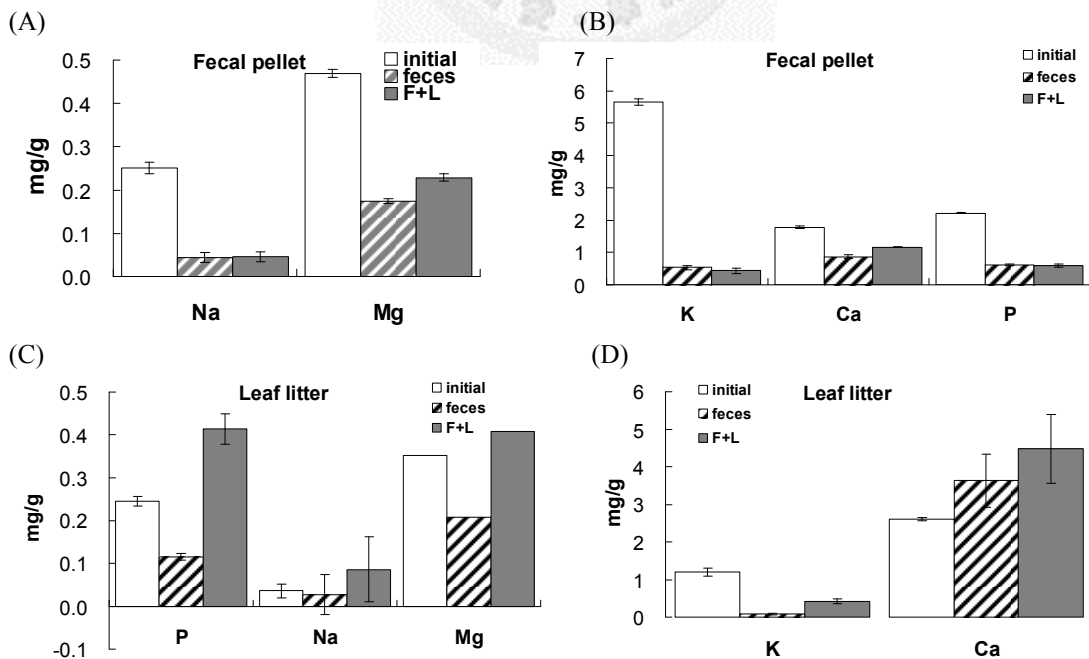 (A)
Fecal pellet
initial
feces
F+L
mg/g
0.5
0.4
0.3
0.2
0.1
0.0
Na Mg
(B)
Fecal pellet
initial
feces
F+L
mg/g
7
6
5
4
3
2
1
0
K Ca P
(C)
Leaf litter
initial
feces
F+L
mg/g
0.5
0.4
0.3
0.2
0.1
0.0
-0.1
P Na Mg
(D)
Leaf litter
initial
feces
F+L
mg/g
6
5
4
3
2
1
0
K Ca